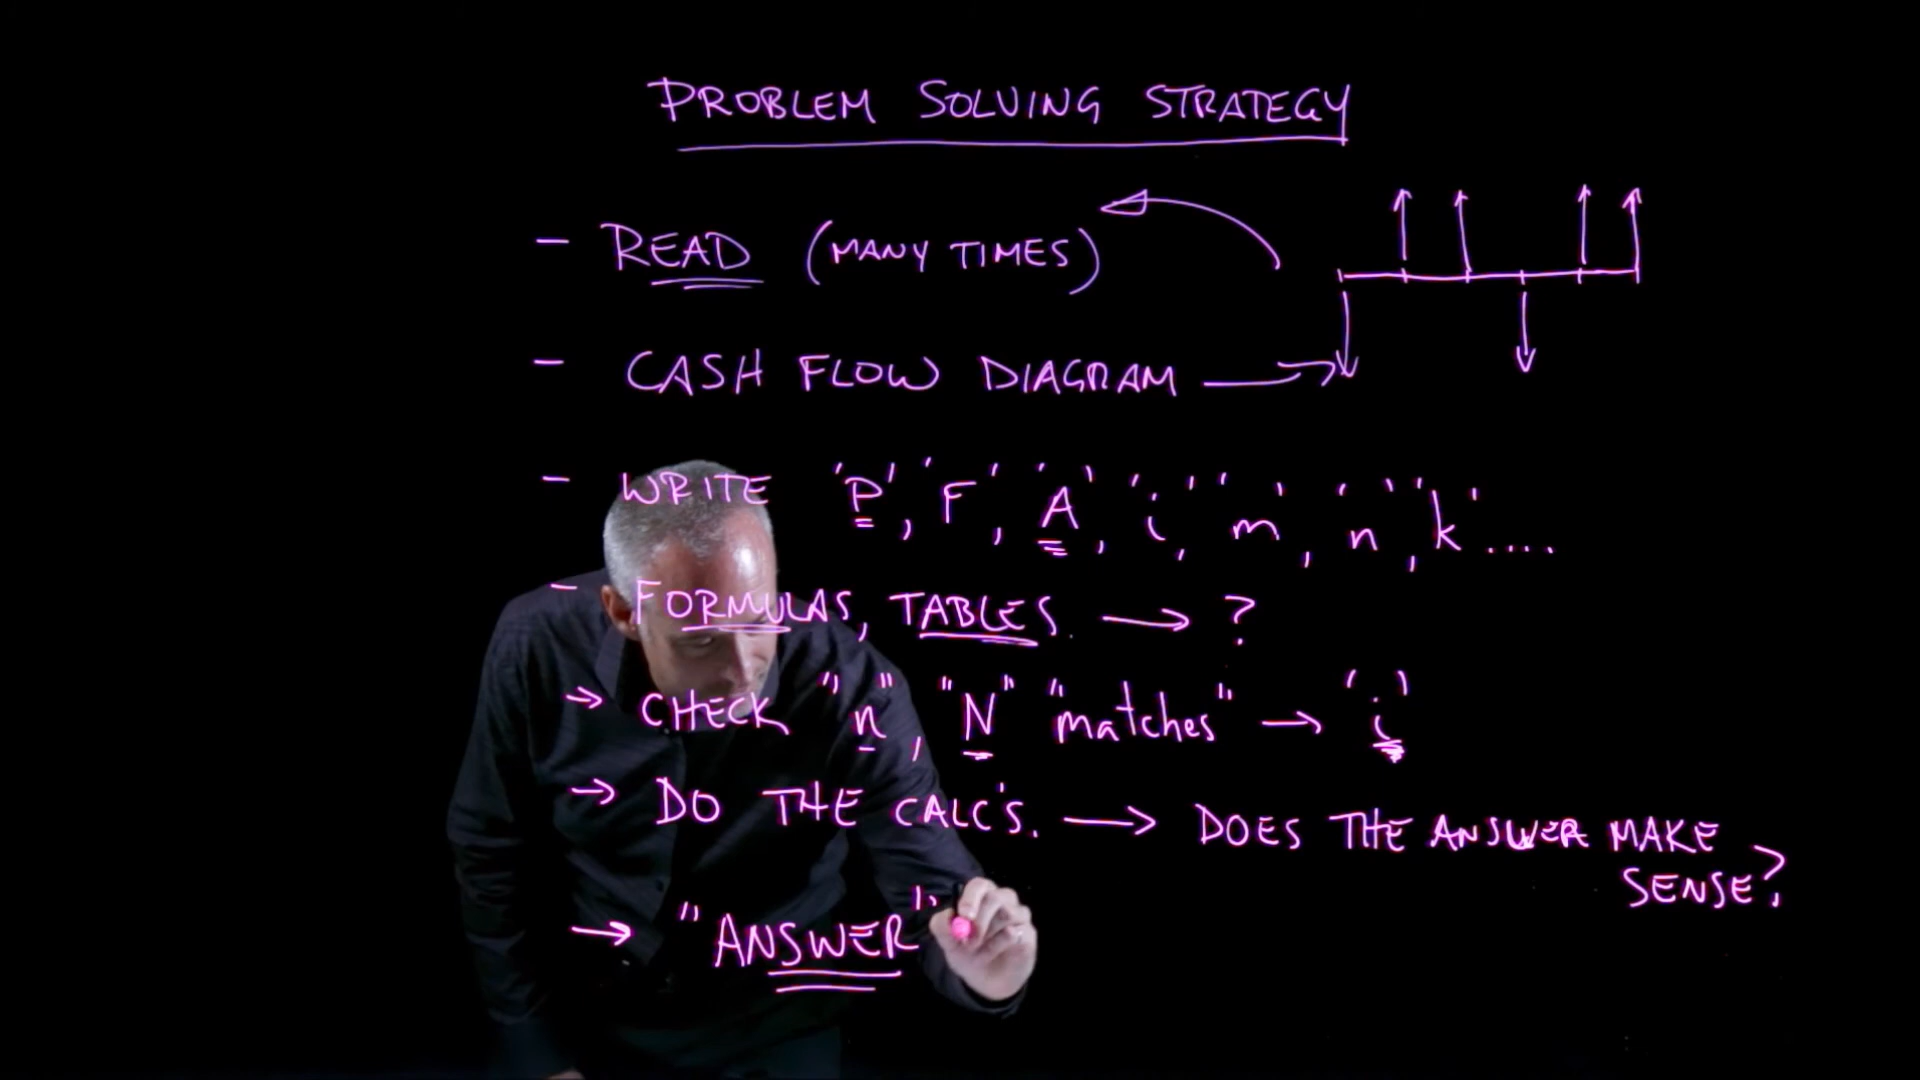 PROBLEM SOLVING STRATEGY
- READ (MANY TIMES)
- CASH FLOW DIAGRAM
- WRITE 'P', 'F', 'A', 'i', 'm', 'n', 'k'....
- FORMULAS, TABLES. → ?
→ CHECK "n", "N" "matches" → 'i'
→ DO THE CALC'S. → DOES THE ANSWER MAKE
SENSE?
→ "ANSWER"